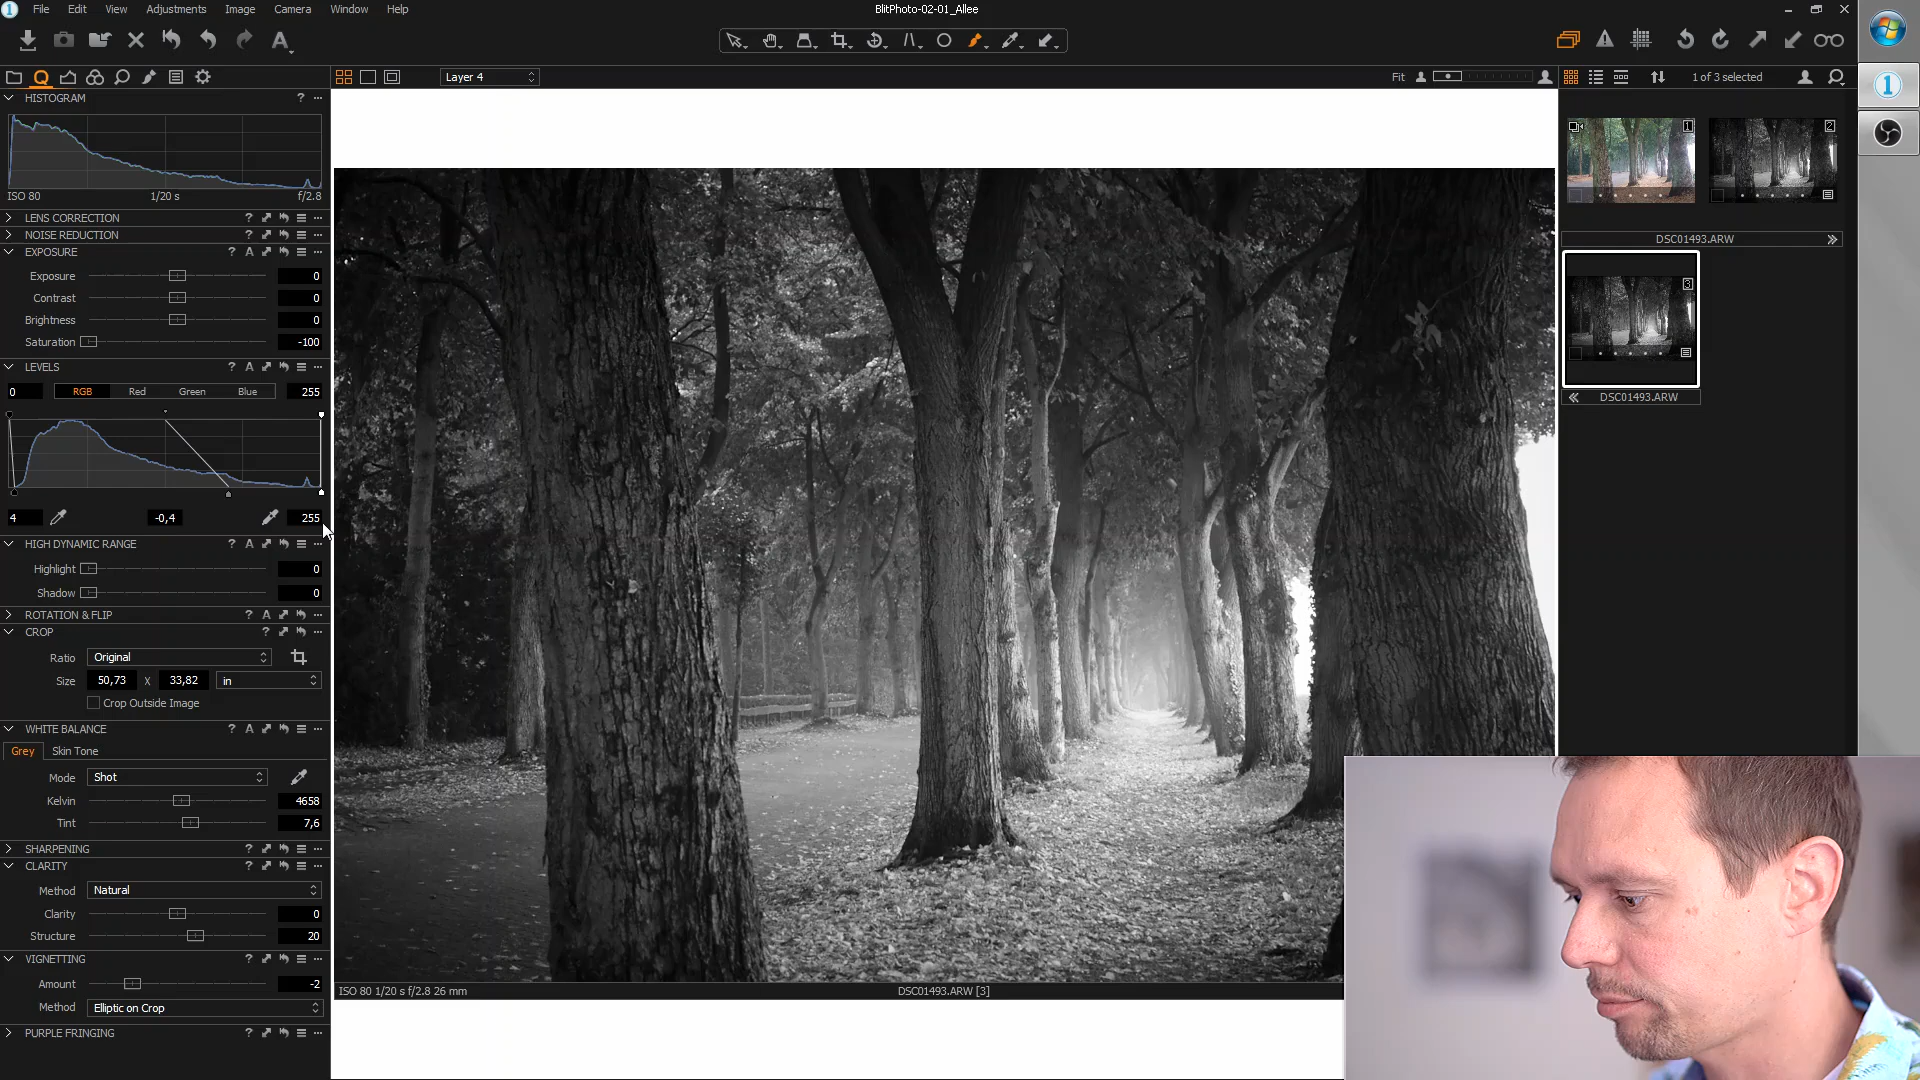 File Edit View Adjustments Image Camera Window Help
BlitPhoto-02-01_Allee
Layer 4
Fit
1 of 3 selected
HISTOGRAM
ISO 80 1/20 s f/2.8
LENS CORRECTION
NOISE REDUCTION
EXPOSURE
Exposure 0
Contrast 0
Brightness 0
Saturation -100
LEVELS
0 RGB Red Green Blue 255
4 -0,4 255
HIGH DYNAMIC RANGE
Highlight 0
Shadow 0
ROTATION & FLIP
CROP
Ratio Original
Size 50,73 X 33,82 in
Crop Outside Image
WHITE BALANCE
Grey Skin Tone
Mode Shot
Kelvin 4658
Tint 7,6
SHARPENING
CLARITY
Method Natural
Clarity 0
Structure 20
VIGNETTING
Amount -2
Method Elliptic on Crop
PURPLE FRINGING
ISO 80 1/20 s f/2.8 26 mm
DSC01493.ARW [3]
1
2
DSC01493.ARW
3
DSC01493.ARW